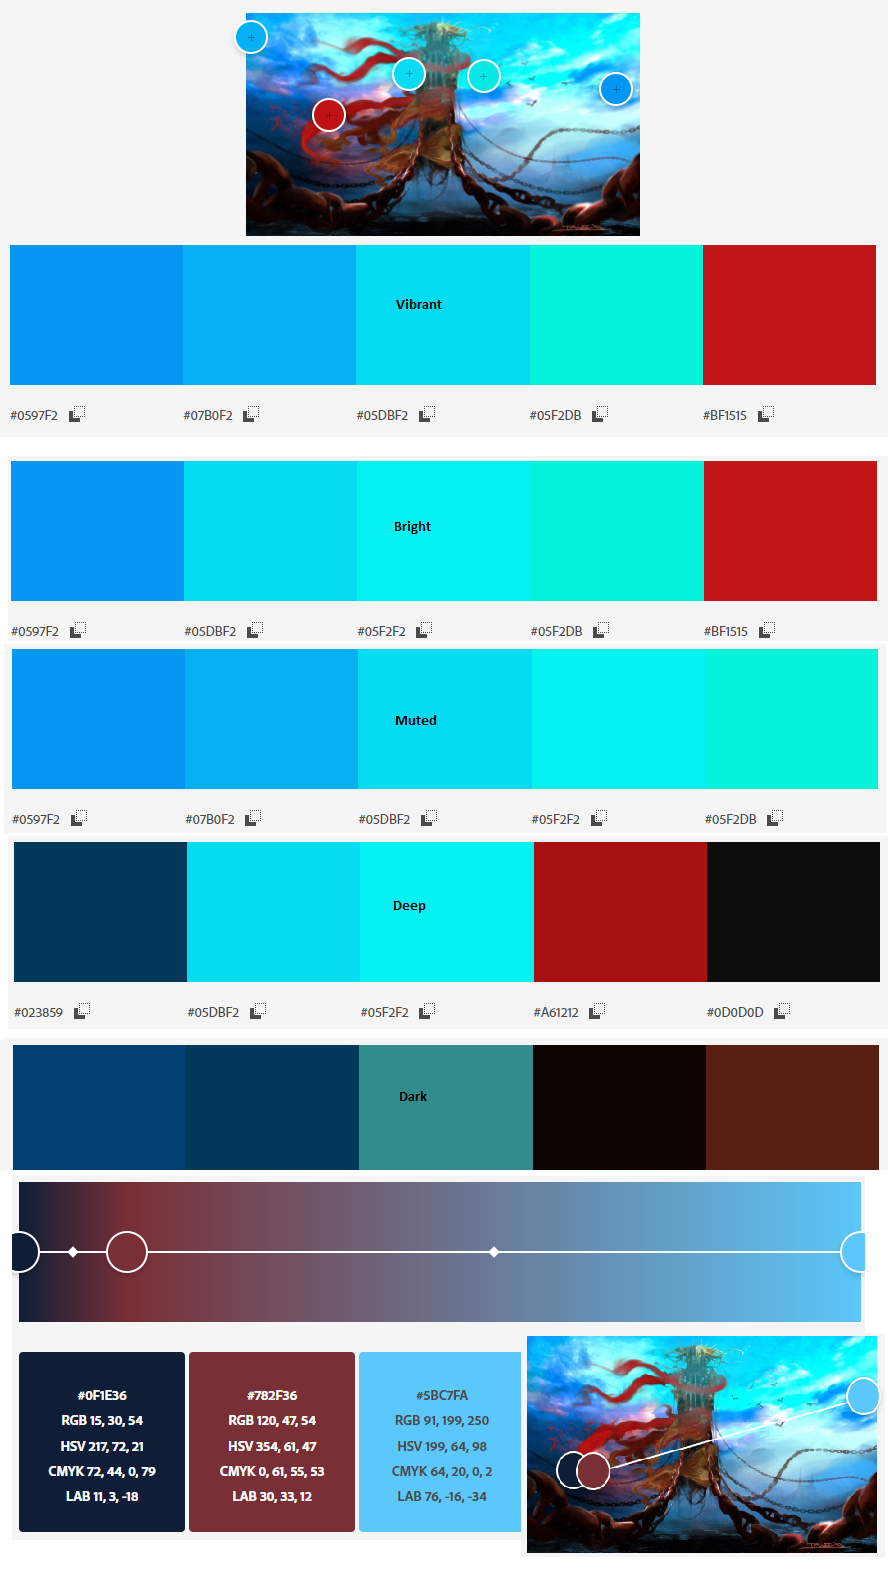 Vibrant
#0597F2 #07B0F2 #05DBF2 #05F2DB #BF1515
Bright
#0597F2 #05DBF2 #05F2F2 #05F2DB #BF1515
Muted
#0597F2 #07B0F2 #05DBF2 #05F2F2 #05F2DB
Deep
#023859 #05DBF2 #05F2F2 #A61212 #0D0D0D
Dark
#0F1E36 #782F36 #5BC7FA
RGB 15, 30, 54 RGB 120, 47, 54 RGB 91, 199, 250
HSV 217, 72, 21 HSV 354, 61, 47 HSV 199, 64, 98
CMYK 72, 44, 0, 79 CMYK 0, 61, 55, 53 CMYK 64, 20, 0, 2
LAB 11, 3, -18 LAB 30, 33, 12 LAB 76, -16, -34